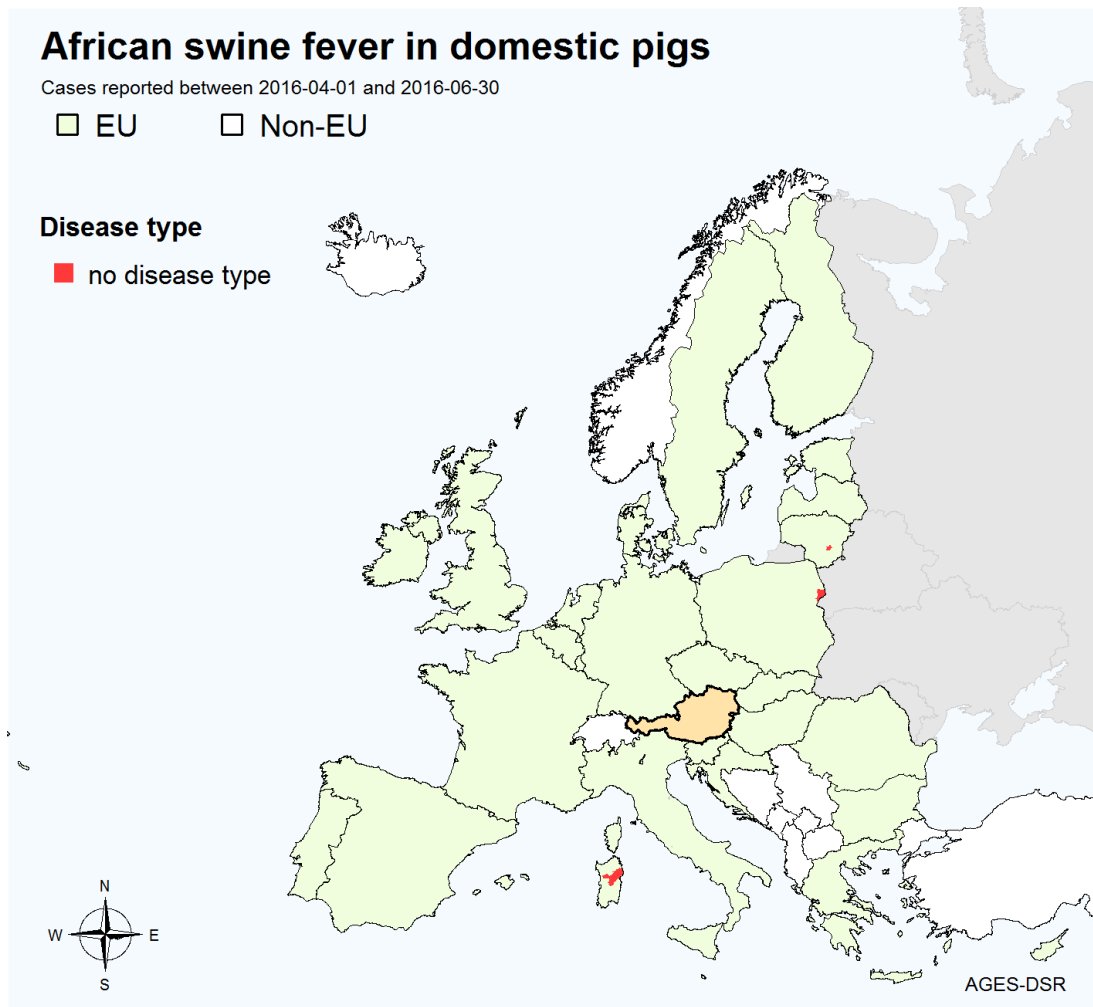 African swine fever in domestic pigs
Cases reported between 2016-04-01 and 2016-06-30
EU Non-EU
Disease type
no disease type
N
W E
S
AGES-DSR